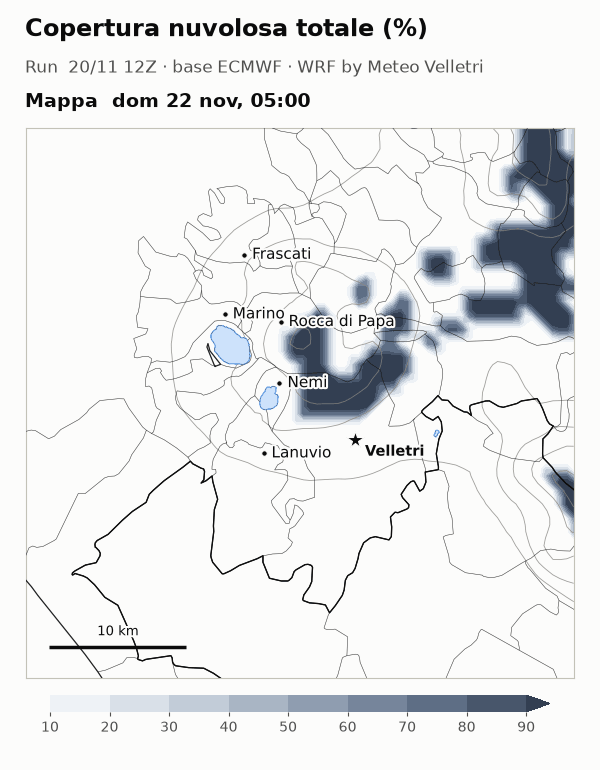 Copertura nuvolosa totale (%)
Run  20/11 12Z · base ECMWF · WRF by Meteo Velletri
Mappa  dom 22 nov, 05:00
Frascati
Marino
Rocca di Papa
Nemi
Velletri
Lanuvio
10 km
10 20 30 40 50 60 70 80 90